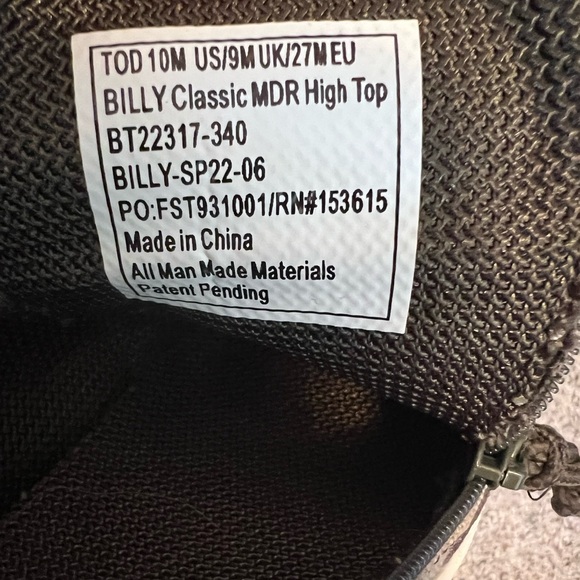 TOD 10M US/9M UK/27M EU
BILLY Classic MDR High Top
BT22317-340
BILLY-SP22-06
PO:FST931001/RN#153615
Made in China
All Man Made Materials
Patent Pending